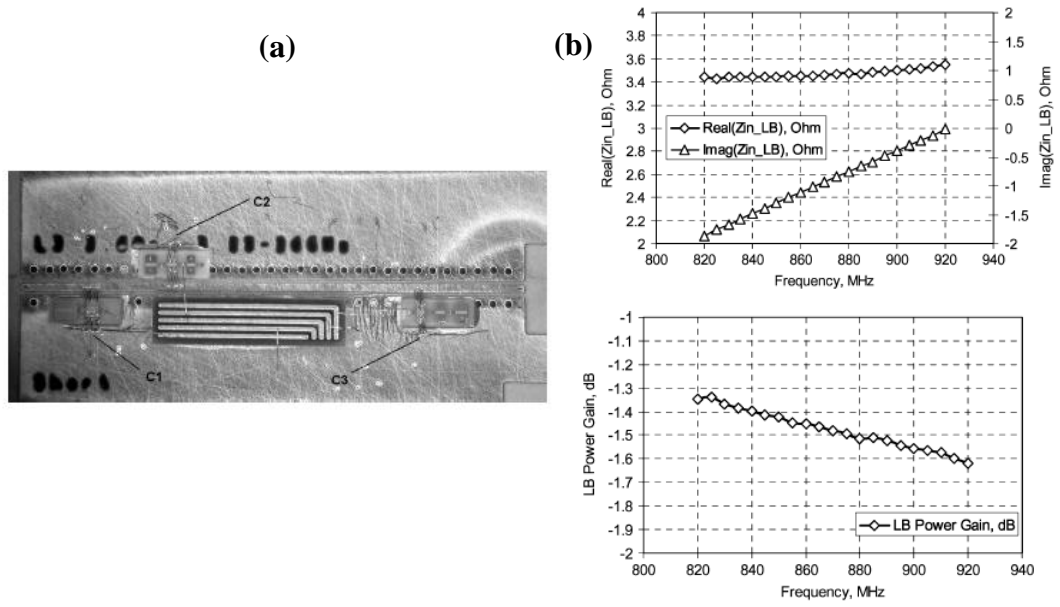 (a)
(b)
C2
C1
C3
4
3.8
3.6
3.4
3.2
3
2.8
2.6
2.4
2.2
2
Real(Zin_LB), Ohm
2
1.5
1
0.5
0
-0.5
-1
-1.5
-2
Imag(Zin_LB), Ohm
Real(Zin_LB), Ohm
Imag(Zin_LB), Ohm
800 820 840 860 880 900 920 940
Frequency, MHz
-1
-1.1
-1.2
-1.3
-1.4
-1.5
-1.6
-1.7
-1.8
-1.9
-2
LB Power Gain, dB
LB Power Gain, dB
800 820 840 860 880 900 920 940
Frequency, MHz